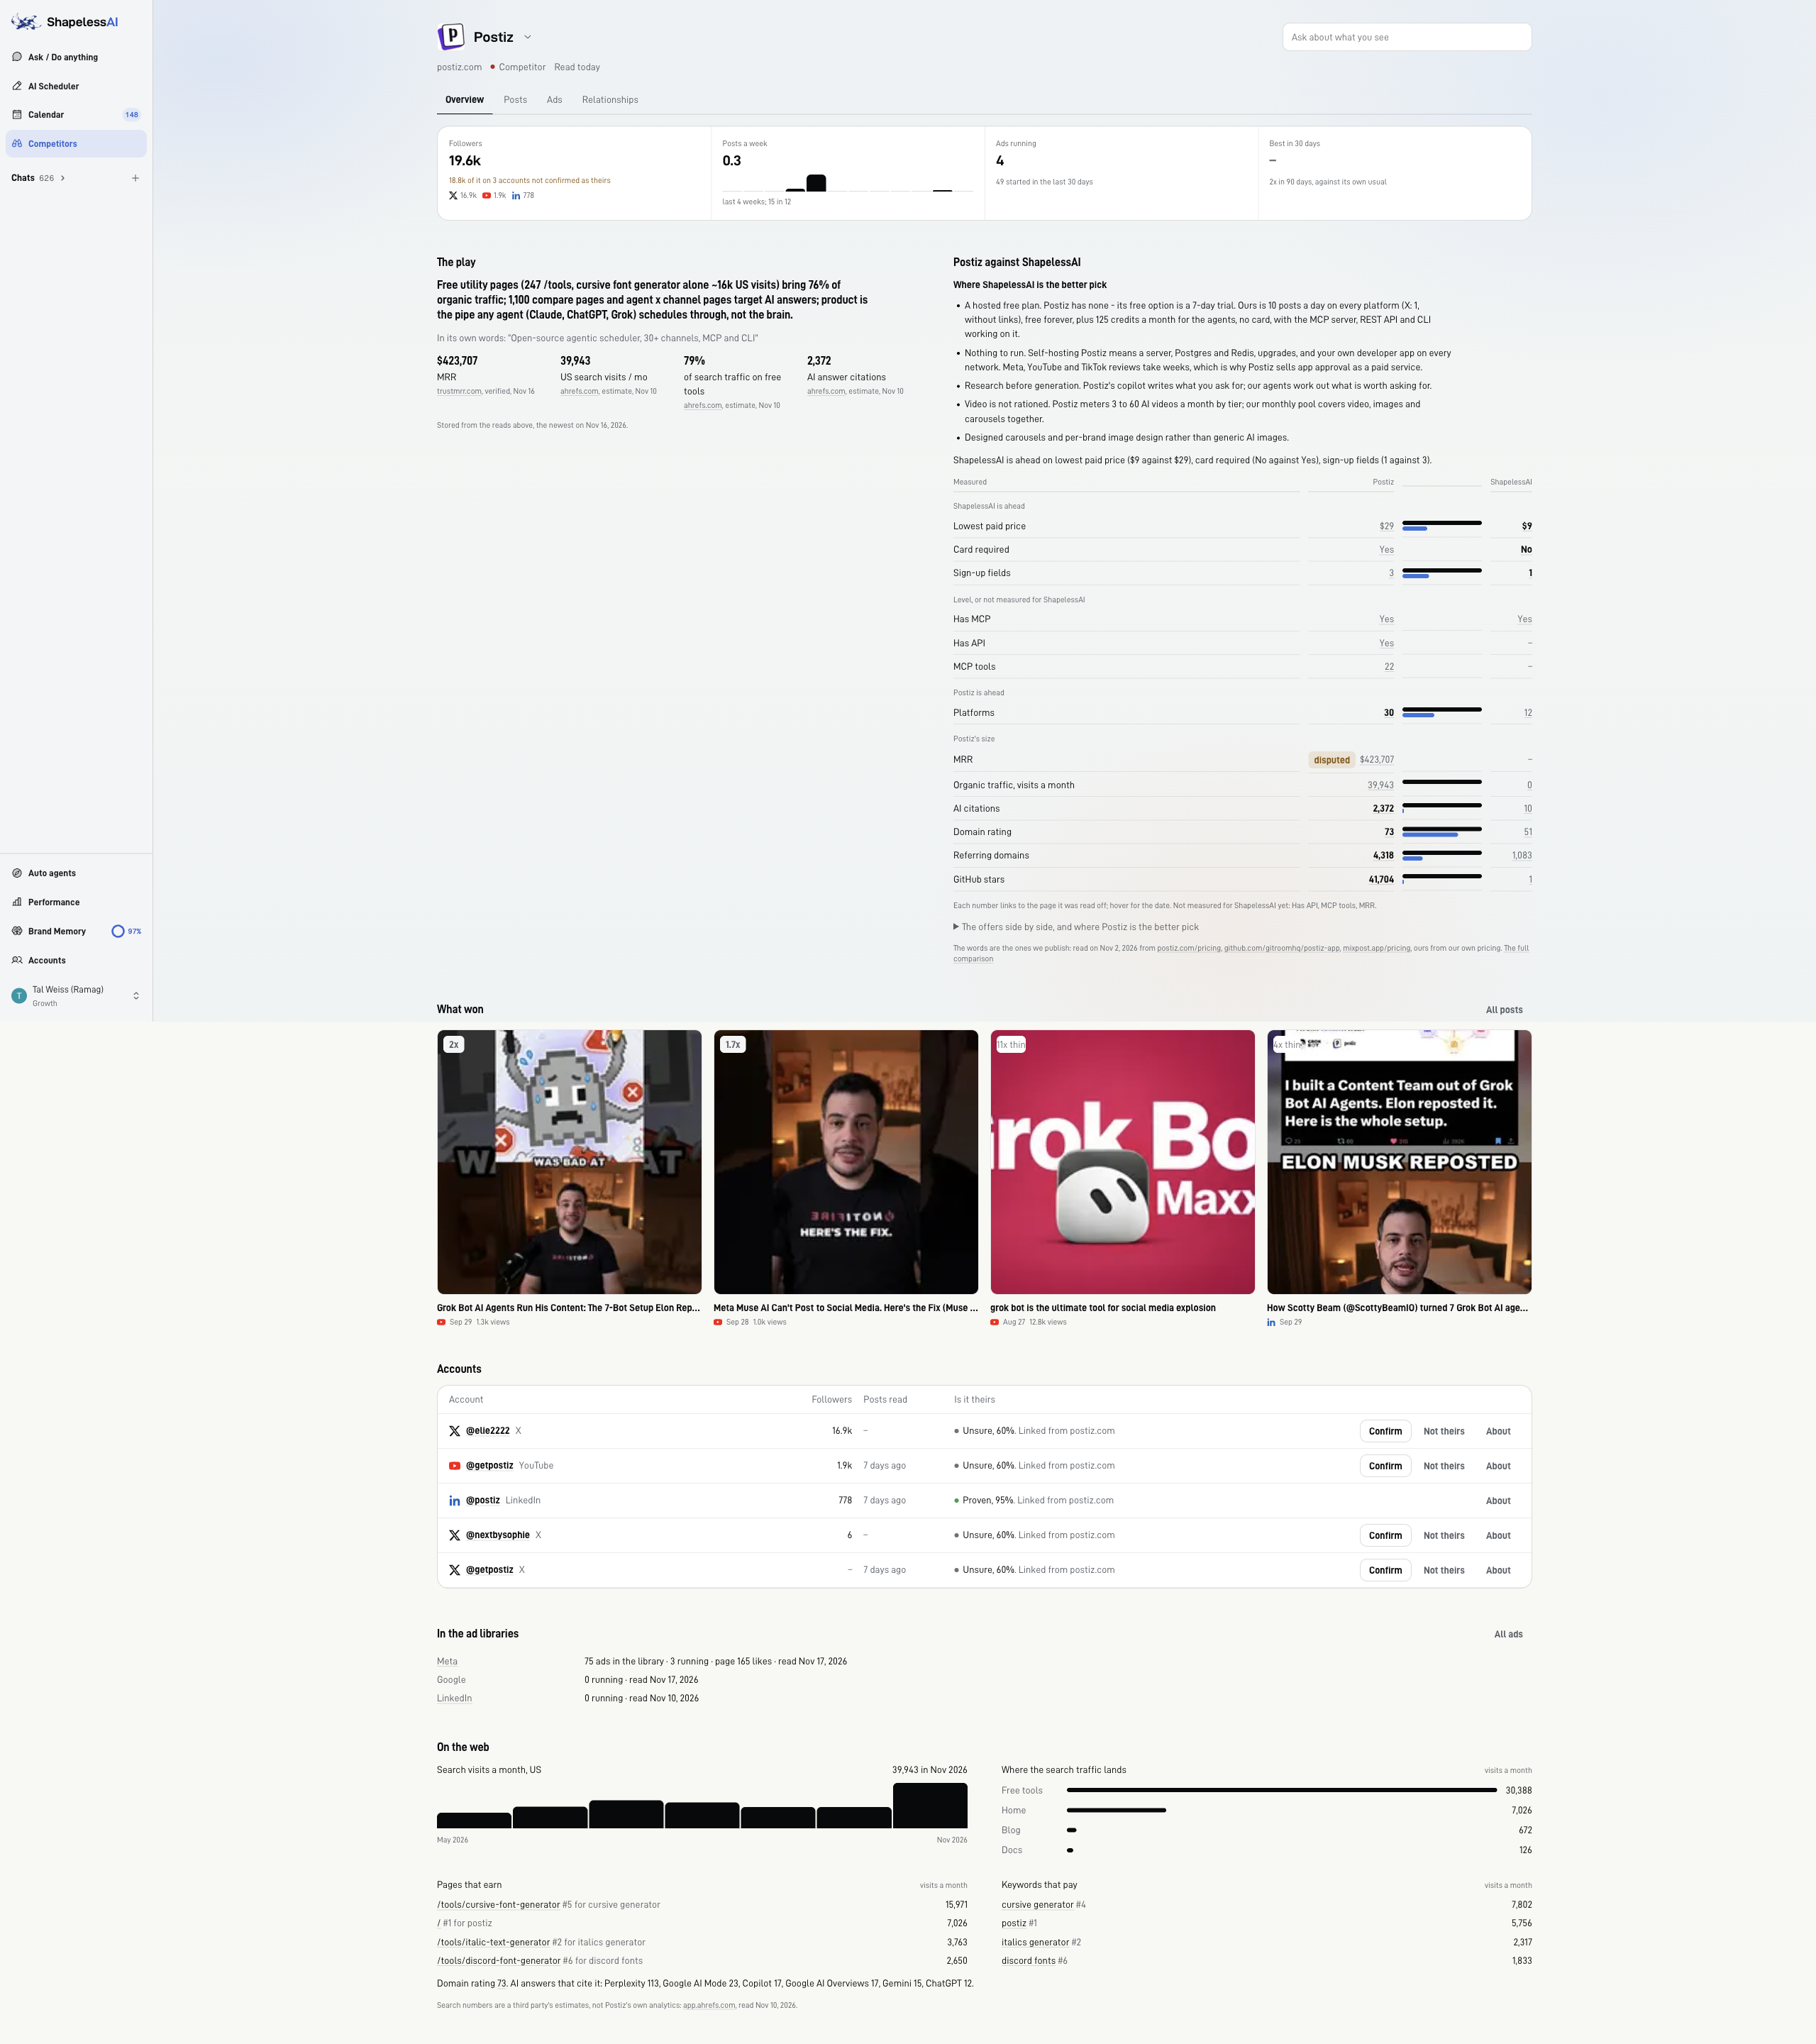 ShapelessAI
Ask / Do anything
AI Scheduler
Calendar 148
Competitors
Chats 626
Auto agents
Performance
Brand Memory 97%
Accounts
T Tal Weiss (Ramag)
Growth
Postiz
Ask about what you see
postiz.com Competitor Read today
Overview Posts Ads Relationships
Followers
19.6k
18.8k of it on 3 accounts not confirmed as theirs
16.9k 1.9k 778
Posts a week
0.3
last 4 weeks; 15 in 12
Ads running
4
49 started in the last 30 days
Best in 30 days
–
2x in 90 days, against its own usual
The play
Free utility pages (247 /tools, cursive font generator alone ~16k US visits) bring 76% of
organic traffic; 1,100 compare pages and agent x channel pages target AI answers; product is
the pipe any agent (Claude, ChatGPT, Grok) schedules through, not the brain.
In its own words: "Open-source agentic scheduler, 30+ channels, MCP and CLI"
$423,707
MRR
trustmrr.com, verified, Nov 16
39,943
US search visits / mo
ahrefs.com, estimate, Nov 10
79%
of search traffic on free
tools
ahrefs.com, estimate, Nov 10
2,372
AI answer citations
ahrefs.com, estimate, Nov 10
Stored from the reads above, the newest on Nov 16, 2026.
Postiz against ShapelessAI
Where ShapelessAI is the better pick
• A hosted free plan. Postiz has none - its free option is a 7-day trial. Ours is 10 posts a day on every platform (X: 1,
without links), free forever, plus 125 credits a month for the agents, no card, with the MCP server, REST API and CLI
working on it.
• Nothing to run. Self-hosting Postiz means a server, Postgres and Redis, upgrades, and your own developer app on every
network. Meta, YouTube and TikTok reviews take weeks, which is why Postiz sells app approval as a paid service.
• Research before generation. Postiz's copilot writes what you ask for; our agents work out what is worth asking for.
• Video is not rationed. Postiz meters 3 to 60 AI videos a month by tier; our monthly pool covers video, images and
carousels together.
• Designed carousels and per-brand image design rather than generic AI images.
ShapelessAI is ahead on lowest paid price ($9 against $29), card required (No against Yes), sign-up fields (1 against 3).
Measured Postiz ShapelessAI
ShapelessAI is ahead
Lowest paid price $29 $9
Card required Yes No
Sign-up fields 3 1
Level, or not measured for ShapelessAI
Has MCP Yes Yes
Has API Yes –
MCP tools 22 –
Postiz is ahead
Platforms 30 12
Postiz's size
MRR disputed $423,707 –
Organic traffic, visits a month 39,943 0
AI citations 2,372 10
Domain rating 73 51
Referring domains 4,318 1,083
GitHub stars 41,704 1
Each number links to the page it was read off; hover for the date. Not measured for ShapelessAI yet: Has API, MCP tools, MRR.
▶ The offers side by side, and where Postiz is the better pick
The words are the ones we publish: read on Nov 2, 2026 from postiz.com/pricing, github.com/gitroomhq/postiz-app, mixpost.app/pricing, ours from our own pricing. The full
comparison
What won All posts
2x
WAS BAD AT
Grok Bot AI Agents Run His Content: The 7-Bot Setup Elon Rep...
Sep 29 1.3k views
1.7x
HERE'S THE FIX.
Meta Muse AI Can't Post to Social Media. Here's the Fix (Muse ...
Sep 28 1.0k views
11x thin
rok Bo
Maxx
grok bot is the ultimate tool for social media explosion
Aug 27 12.8k views
4x thin
postiz
I built a Content Team out of Grok
Bot AI Agents. Elon reposted it.
Here is the whole setup.
ELON MUSK REPOSTED
How Scotty Beam (@ScottyBeamIO) turned 7 Grok Bot AI age...
Sep 29
Accounts
Account Followers Posts read Is it theirs
@elie2222 X 16.9k – Unsure, 60%. Linked from postiz.com Confirm Not theirs About
@getpostiz YouTube 1.9k 7 days ago Unsure, 60%. Linked from postiz.com Confirm Not theirs About
@postiz LinkedIn 778 7 days ago Proven, 95%. Linked from postiz.com About
@nextbysophie X 6 – Unsure, 60%. Linked from postiz.com Confirm Not theirs About
@getpostiz X – 7 days ago Unsure, 60%. Linked from postiz.com Confirm Not theirs About
In the ad libraries All ads
Meta 75 ads in the library · 3 running · page 165 likes · read Nov 17, 2026
Google 0 running · read Nov 17, 2026
LinkedIn 0 running · read Nov 10, 2026
On the web
Search visits a month, US 39,943 in Nov 2026
May 2026 Nov 2026
Where the search traffic lands visits a month
Free tools 30,388
Home 7,026
Blog 672
Docs 126
Pages that earn visits a month
/tools/cursive-font-generator #5 for cursive generator 15,971
/ #1 for postiz 7,026
/tools/italic-text-generator #2 for italics generator 3,763
/tools/discord-font-generator #6 for discord fonts 2,650
Keywords that pay visits a month
cursive generator #4 7,802
postiz #1 5,756
italics generator #2 2,317
discord fonts #6 1,833
Domain rating 73. AI answers that cite it: Perplexity 113, Google AI Mode 23, Copilot 17, Google AI Overviews 17, Gemini 15, ChatGPT 12.
Search numbers are a third party's estimates, not Postiz's own analytics: app.ahrefs.com, read Nov 10, 2026.